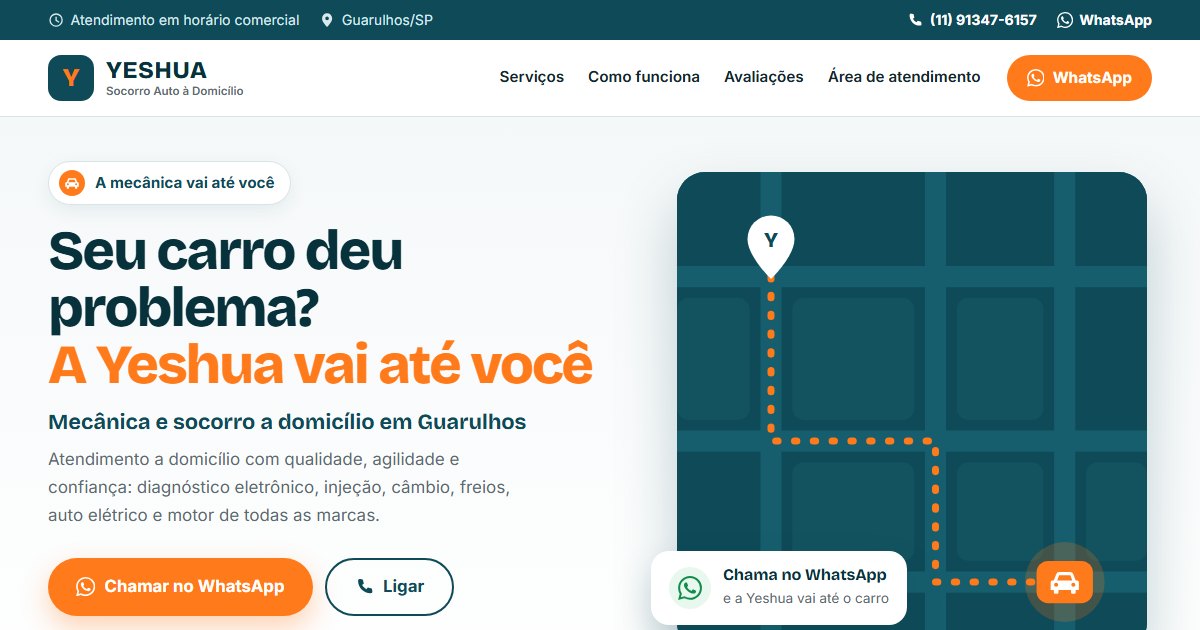 Atendimento em horário comercial
Guarulhos/SP
(11) 91347-6157
WhatsApp
Y
YESHUA
Socorro Auto à Domicílio
Serviços
Como funciona
Avaliações
Área de atendimento
WhatsApp
A mecânica vai até você
Seu carro deu
problema?
A Yeshua vai até você
Mecânica e socorro a domicílio em Guarulhos
Atendimento a domicílio com qualidade, agilidade e
confiança: diagnóstico eletrônico, injeção, câmbio, freios,
auto elétrico e motor de todas as marcas.
Chamar no WhatsApp
Ligar
Y
Chama no WhatsApp
e a Yeshua vai até o carro